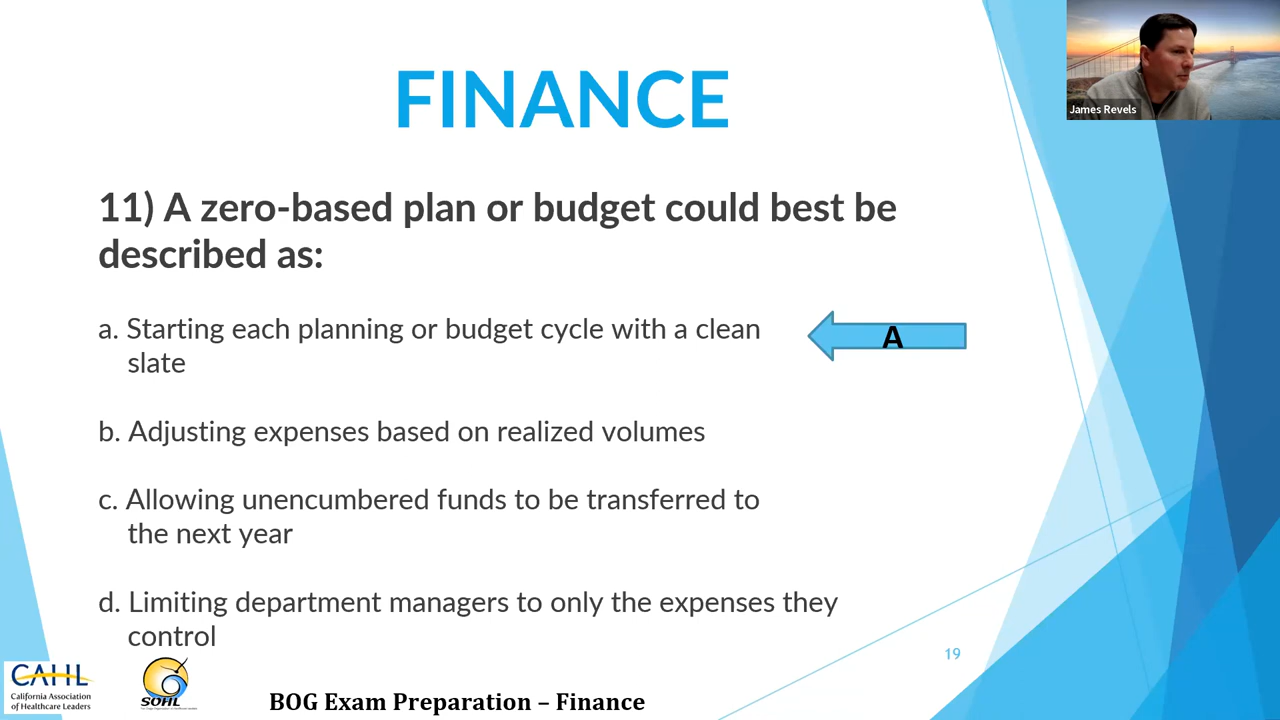 James Revels
FINANCE
11) A zero-based plan or budget could best be
described as:
a. Starting each planning or budget cycle with a clean
slate
A
b. Adjusting expenses based on realized volumes
c. Allowing unencumbered funds to be transferred to
the next year
d. Limiting department managers to only the expenses they
control
19
CAHL
California Association
of Healthcare Leaders
SOHL
BOG Exam Preparation – Finance